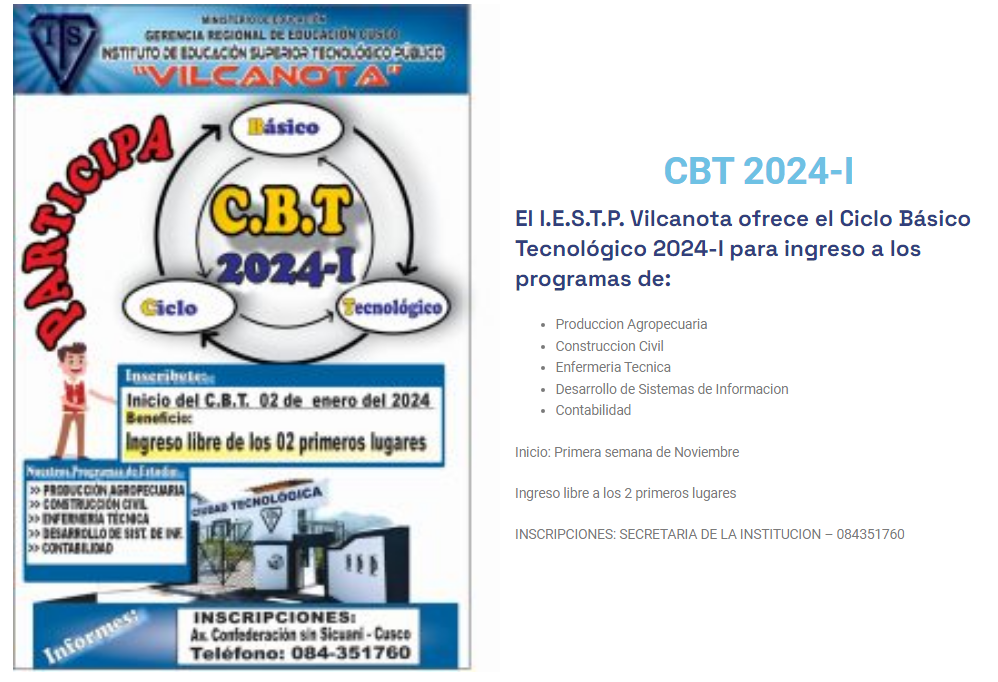 ITS
MINISTERIO DE EDUCACIÓN
GERENCIA REGIONAL DE EDUCACIÓN CUSCO
INSTITUTO DE EDUCACIÓN SUPERIOR TECNOLÓGICO PÚBLICO
"VILCANOTA"
PARTICIPA
Básico
C.B.T
2024-I
Ciclo
Tecnológico
Inscríbete:
Inicio del C.B.T. 02 de enero del 2024
Beneficio:
Ingreso libre de los 02 primeros lugares
Nuestros Programas de Estudio:
>> PRODUCCIÓN AGROPECUARIA
>> CONSTRUCCIÓN CIVIL
>> ENFERMERIA TÉCNICA
>> DESARROLLO DE SIST. DE INF.
>> CONTABILIDAD
CIUDAD TECNOLÓGICA
Informes:
INSCRIPCIONES:
Av. Confederación s/n Sicuani - Cusco
Teléfono: 084-351760
CBT 2024-I
El I.E.S.T.P. Vilcanota ofrece el Ciclo Básico
Tecnológico 2024-I para ingreso a los
programas de:
• Produccion Agropecuaria
• Construccion Civil
• Enfermeria Tecnica
• Desarrollo de Sistemas de Informacion
• Contabilidad
Inicio: Primera semana de Noviembre
Ingreso libre a los 2 primeros lugares
INSCRIPCIONES: SECRETARIA DE LA INSTITUCION – 084351760